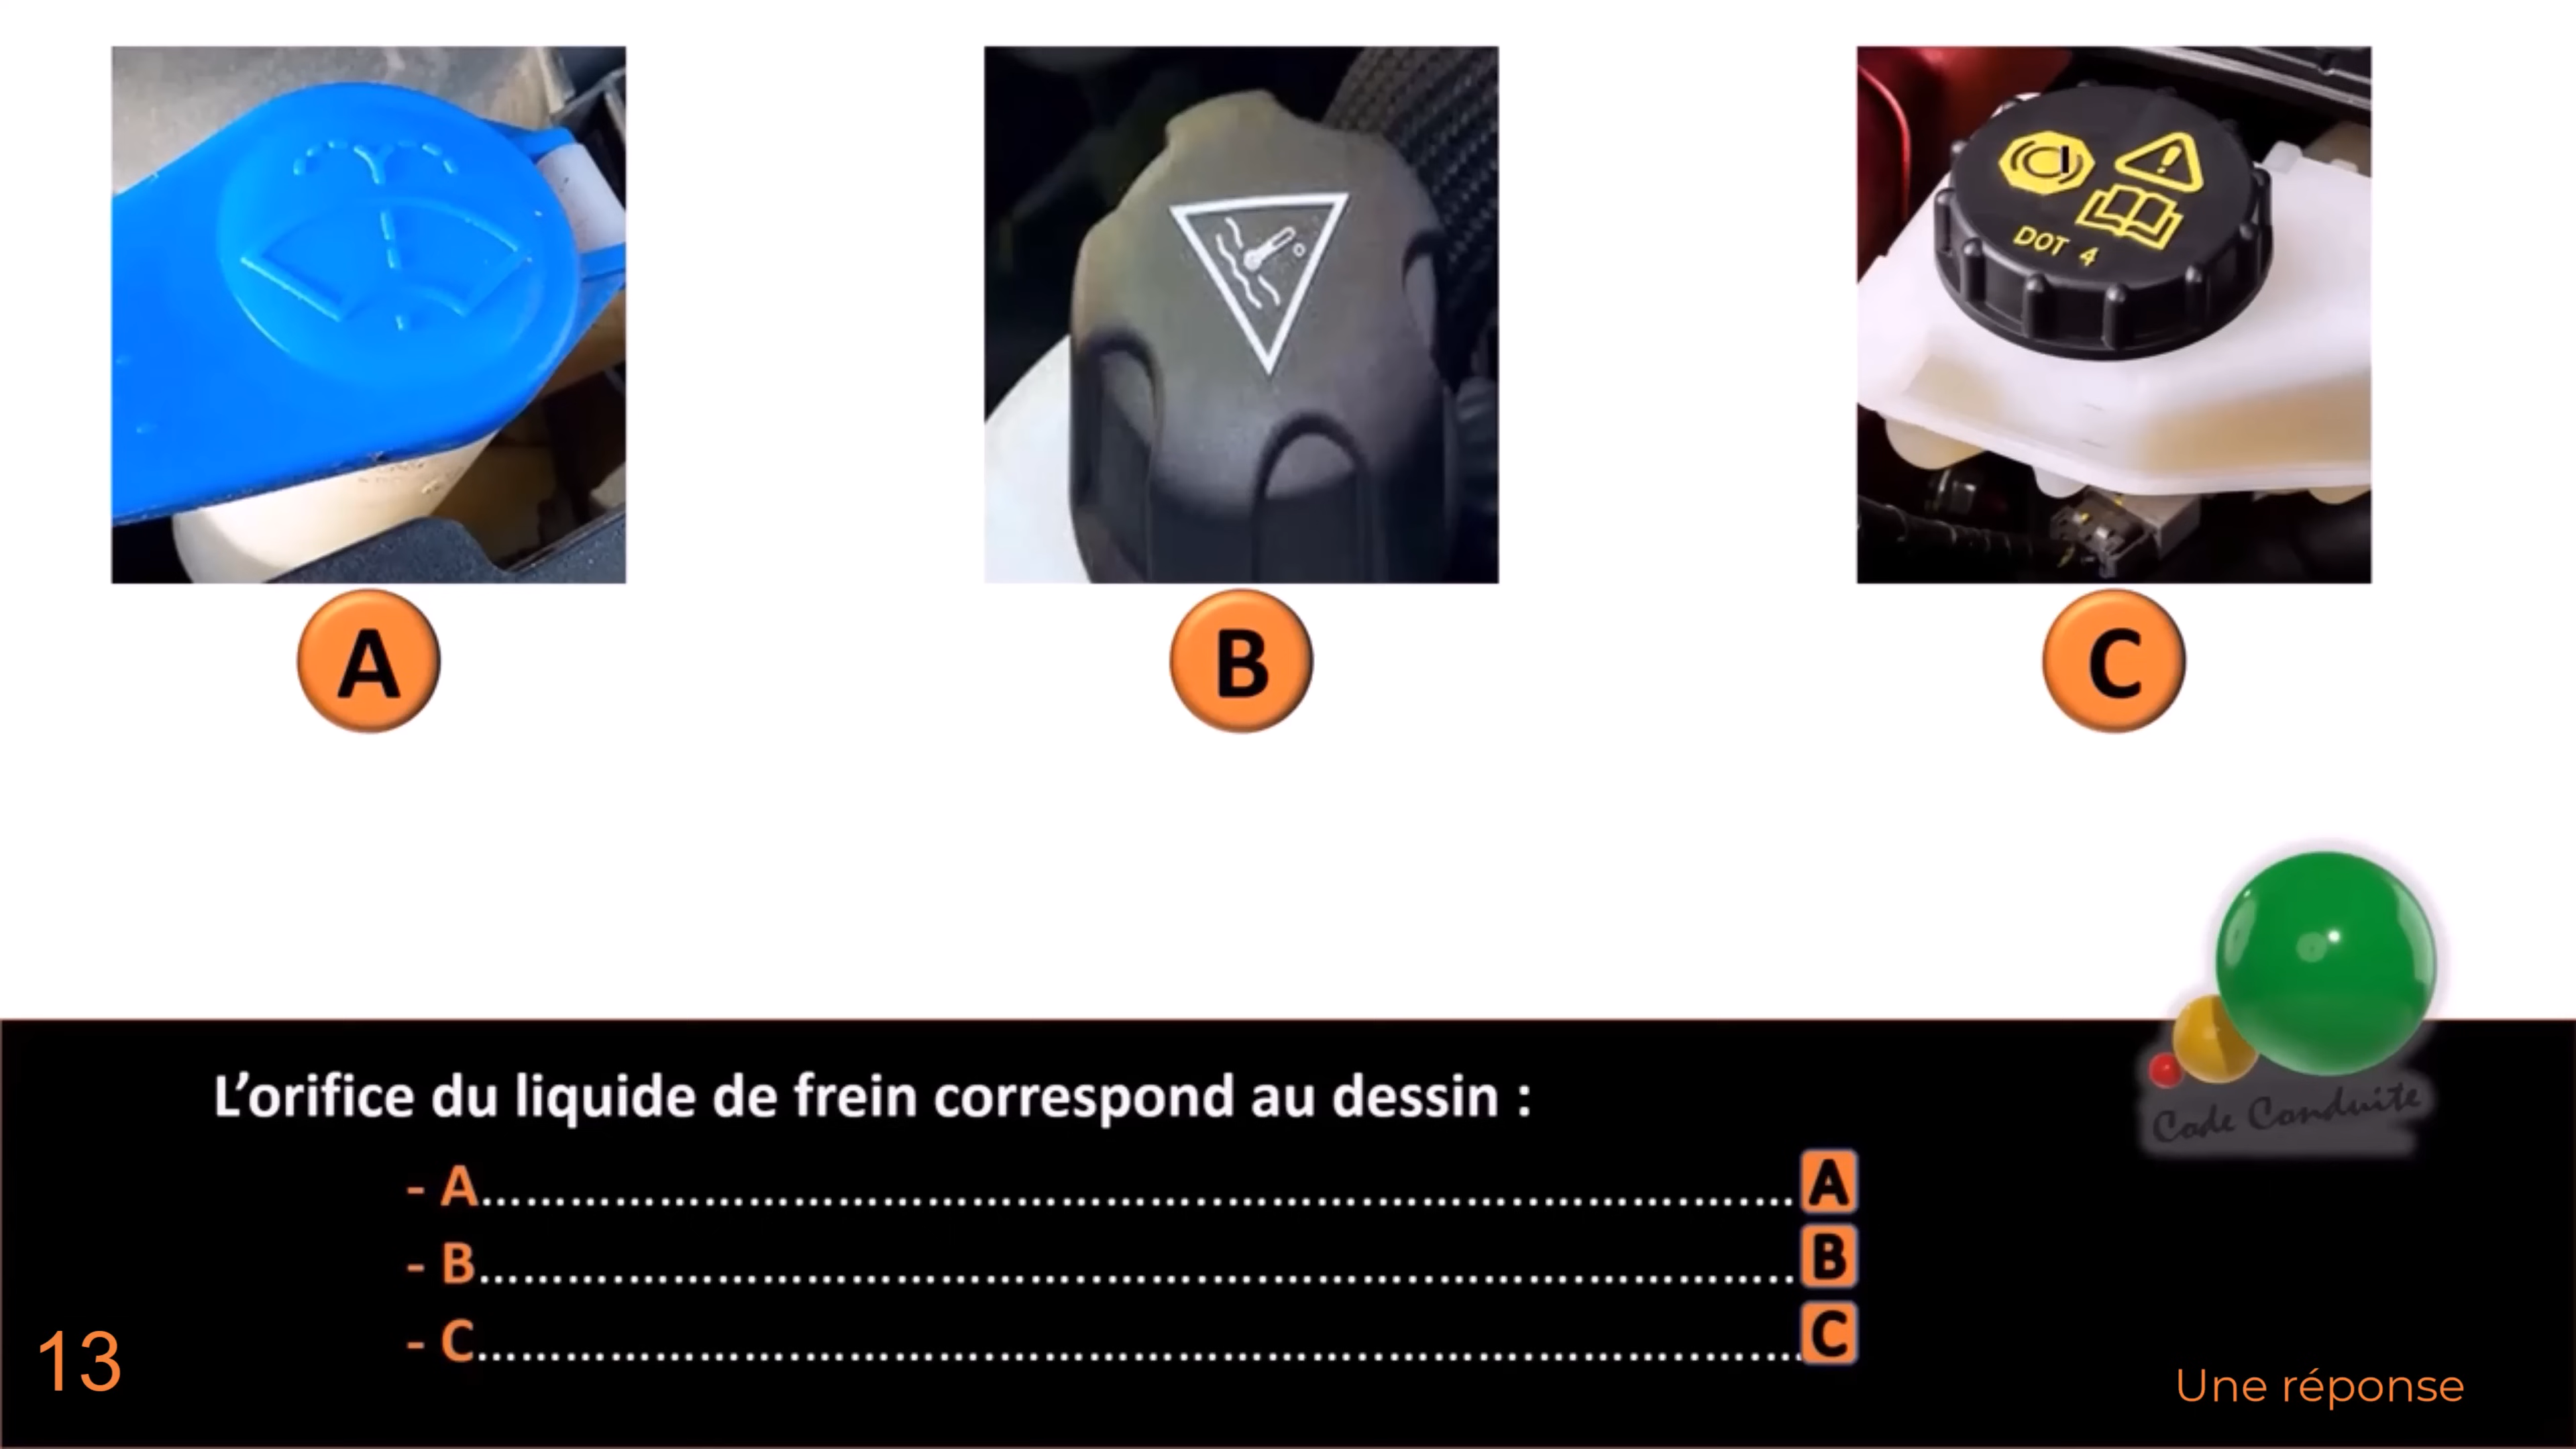 DOT 4
A
B
C
L’orifice du liquide de frein correspond au dessin :
- A........................................................................................A
- B........................................................................................B
- C........................................................................................C
13
Code Conduite
Une réponse